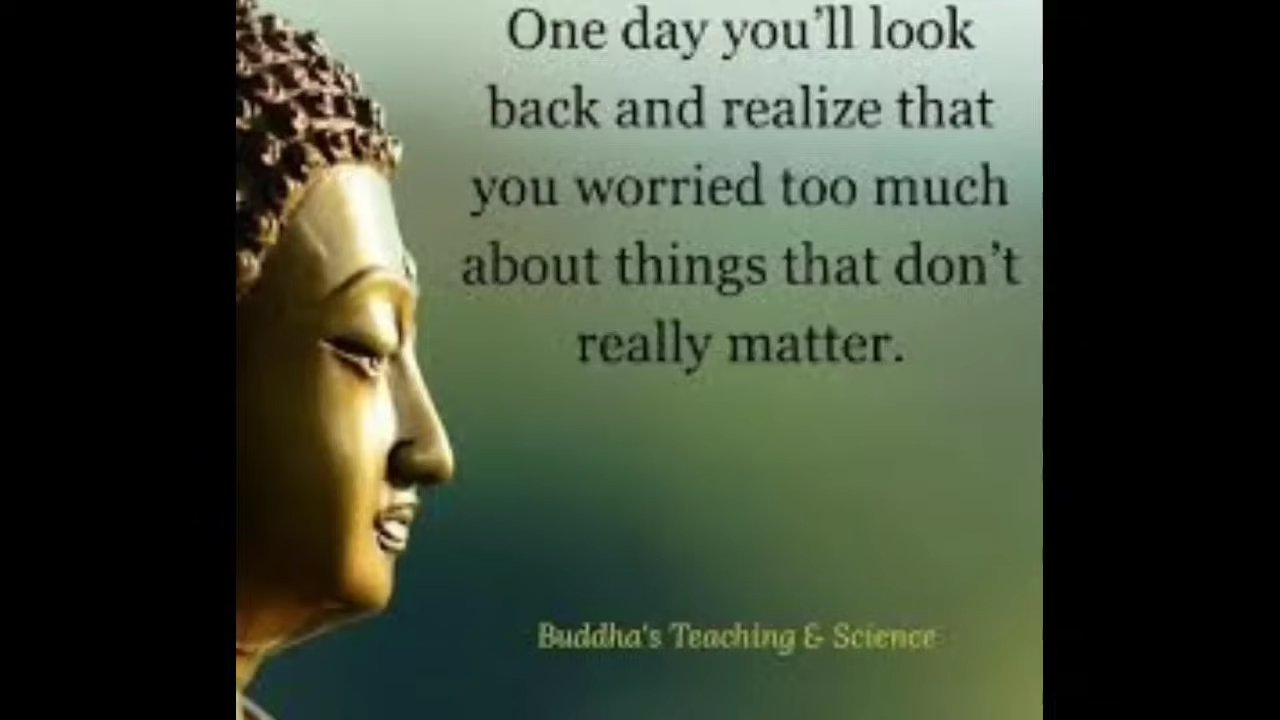 One day you’ll look
back and realize that
you worried too much
about things that don’t
really matter.
Buddha's Teaching & Science